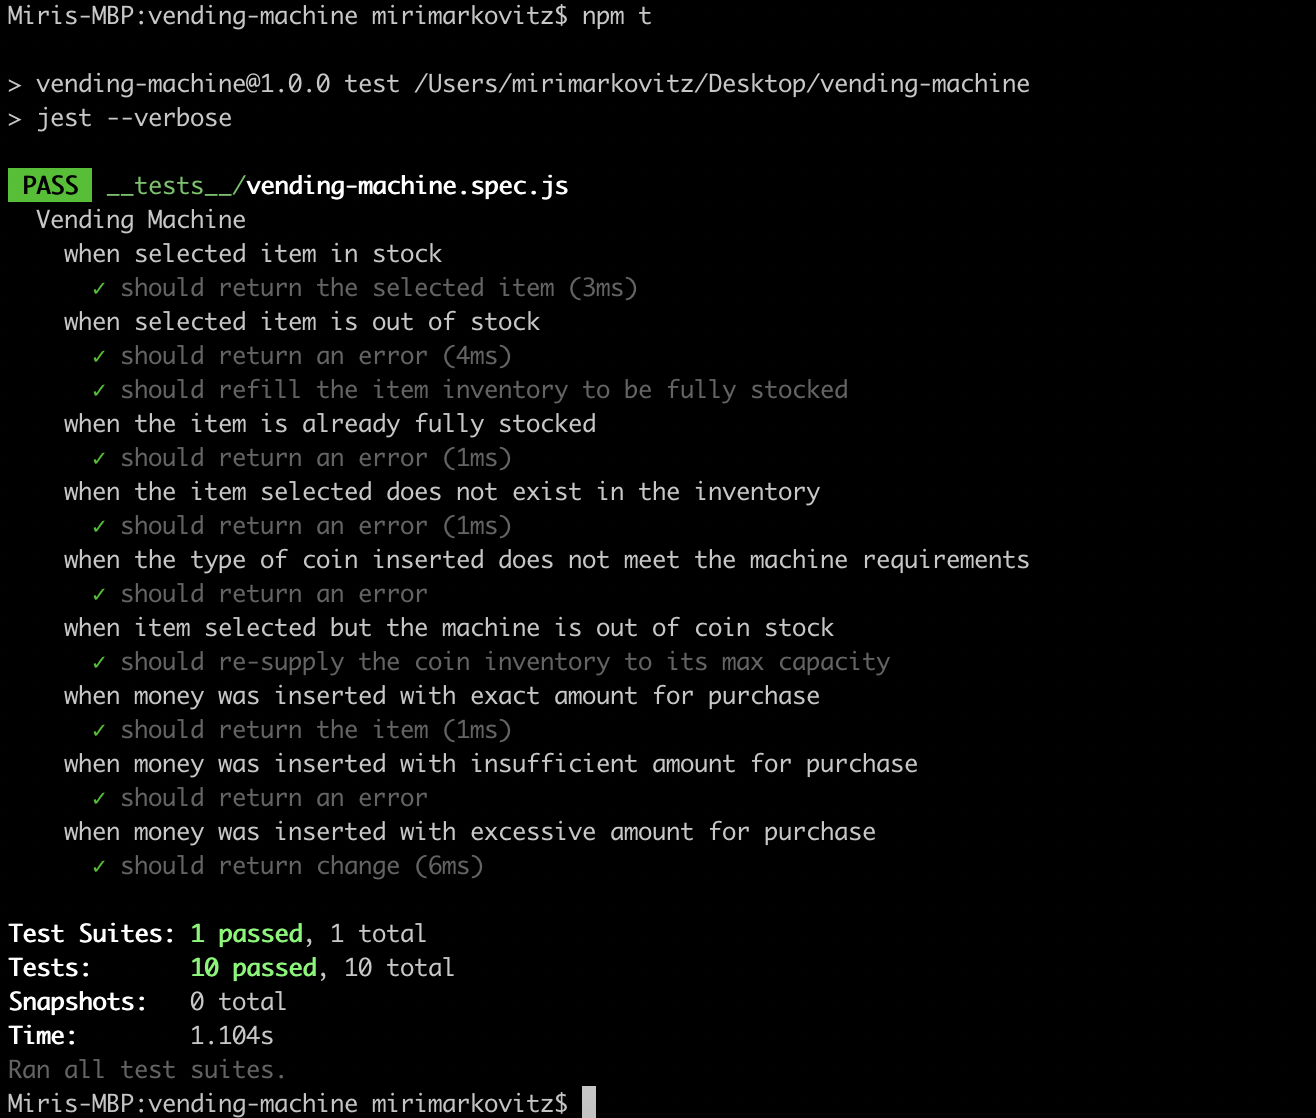 Miris-MBP:vending-machine mirimarkovitz$ npm t
> vending-machine@1.0.0 test /Users/mirimarkovitz/Desktop/vending-machine
> jest --verbose
PASS __tests__/vending-machine.spec.js
Vending Machine
when selected item in stock
✓ should return the selected item (3ms)
when selected item is out of stock
✓ should return an error (4ms)
✓ should refill the item inventory to be fully stocked
when the item is already fully stocked
✓ should return an error (1ms)
when the item selected does not exist in the inventory
✓ should return an error (1ms)
when the type of coin inserted does not meet the machine requirements
✓ should return an error
when item selected but the machine is out of coin stock
✓ should re-supply the coin inventory to its max capacity
when money was inserted with exact amount for purchase
✓ should return the item (1ms)
when money was inserted with insufficient amount for purchase
✓ should return an error
when money was inserted with excessive amount for purchase
✓ should return change (6ms)
Test Suites: 1 passed, 1 total
Tests: 10 passed, 10 total
Snapshots: 0 total
Time: 1.104s
Ran all test suites.
Miris-MBP:vending-machine mirimarkovitz$